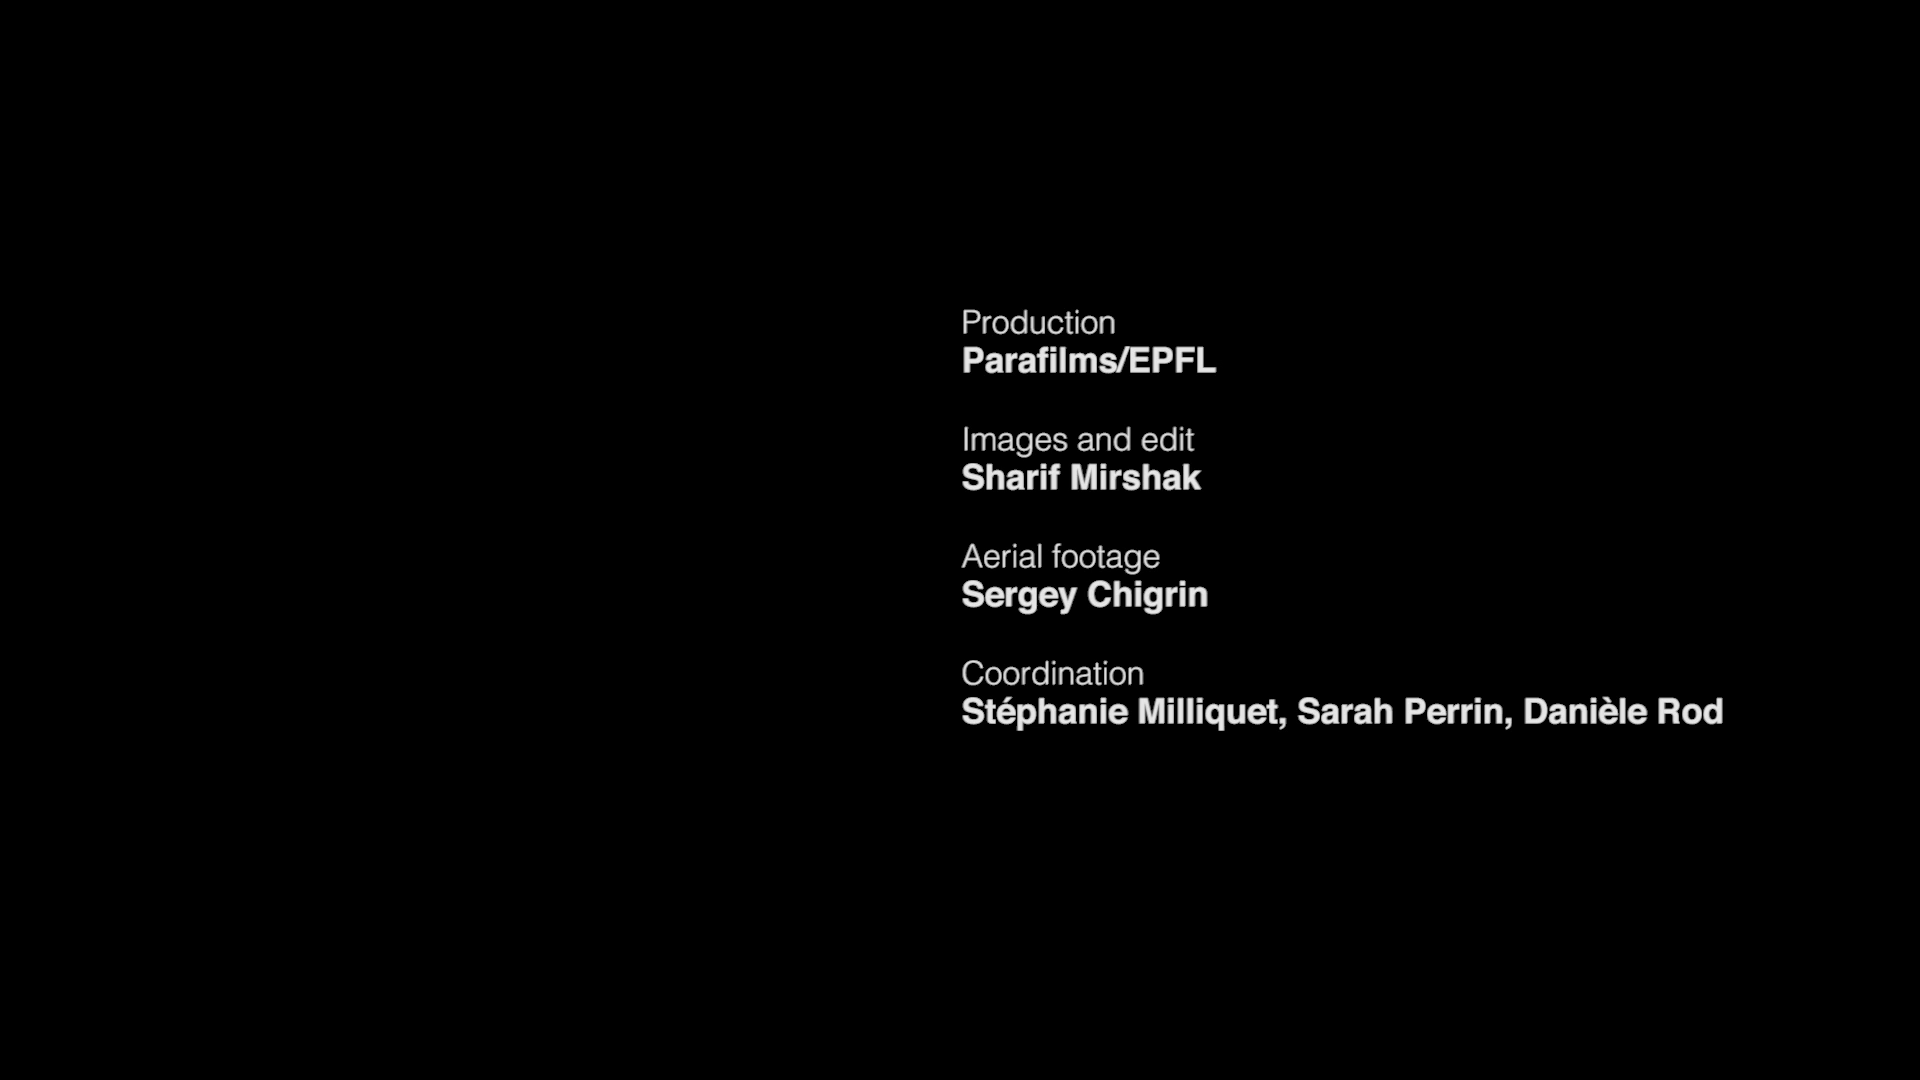 Production
Parafilms/EPFL
Images and edit
Sharif Mirshak
Aerial footage
Sergey Chigrin
Coordination
Stéphanie Milliquet, Sarah Perrin, Danièle Rod